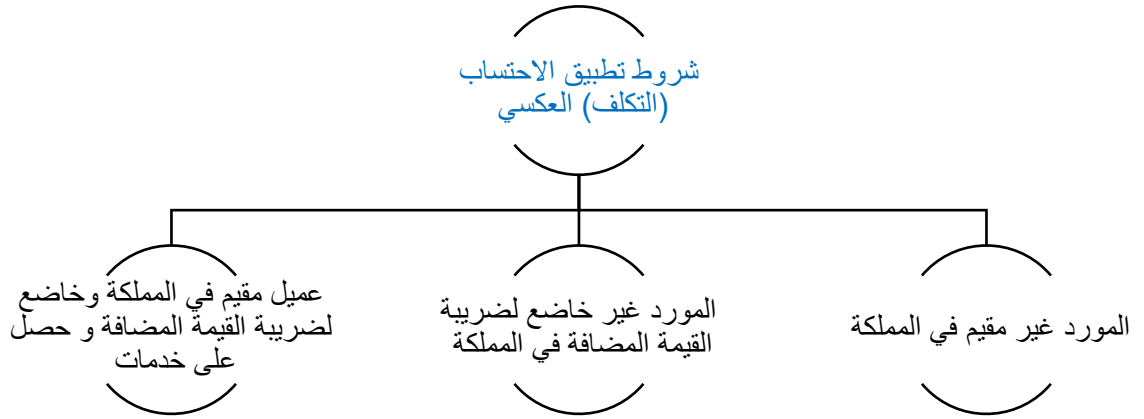 شروط تطبيق الاحتساب
(التكلف) العكسي
المورد غير مقيم في المملكة
المورد غير خاضع لضريبة
القيمة المضافة في المملكة
عميل مقيم في المملكة وخاضع
لضريبة القيمة المضافة و حصل
على خدمات